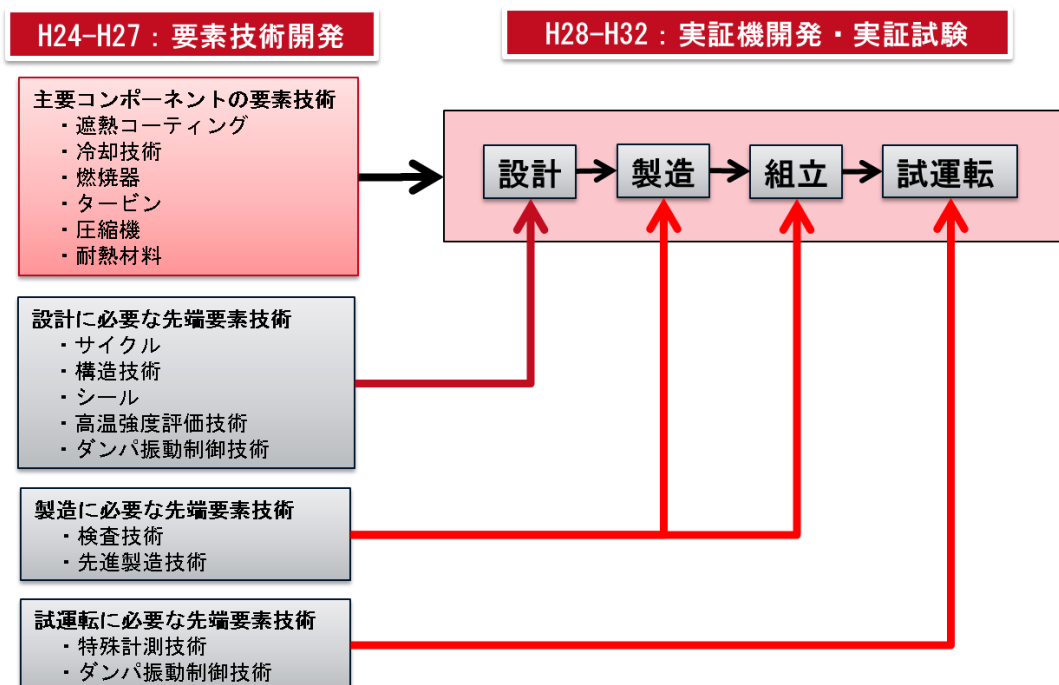 H24-H27：要素技術開発
H28-H32：実証機開発・実証試験
主要コンポーネントの要素技術
・遮熱コーティング
・冷却技術
・燃焼器
・タービン
・圧縮機
・耐熱材料
設計
製造
組立
試運転
設計に必要な先端要素技術
・サイクル
・構造技術
・シール
・高温強度評価技術
・ダンパ振動制御技術
製造に必要な先端要素技術
・検査技術
・先進製造技術
試運転に必要な先端要素技術
・特殊計測技術
・ダンパ振動制御技術